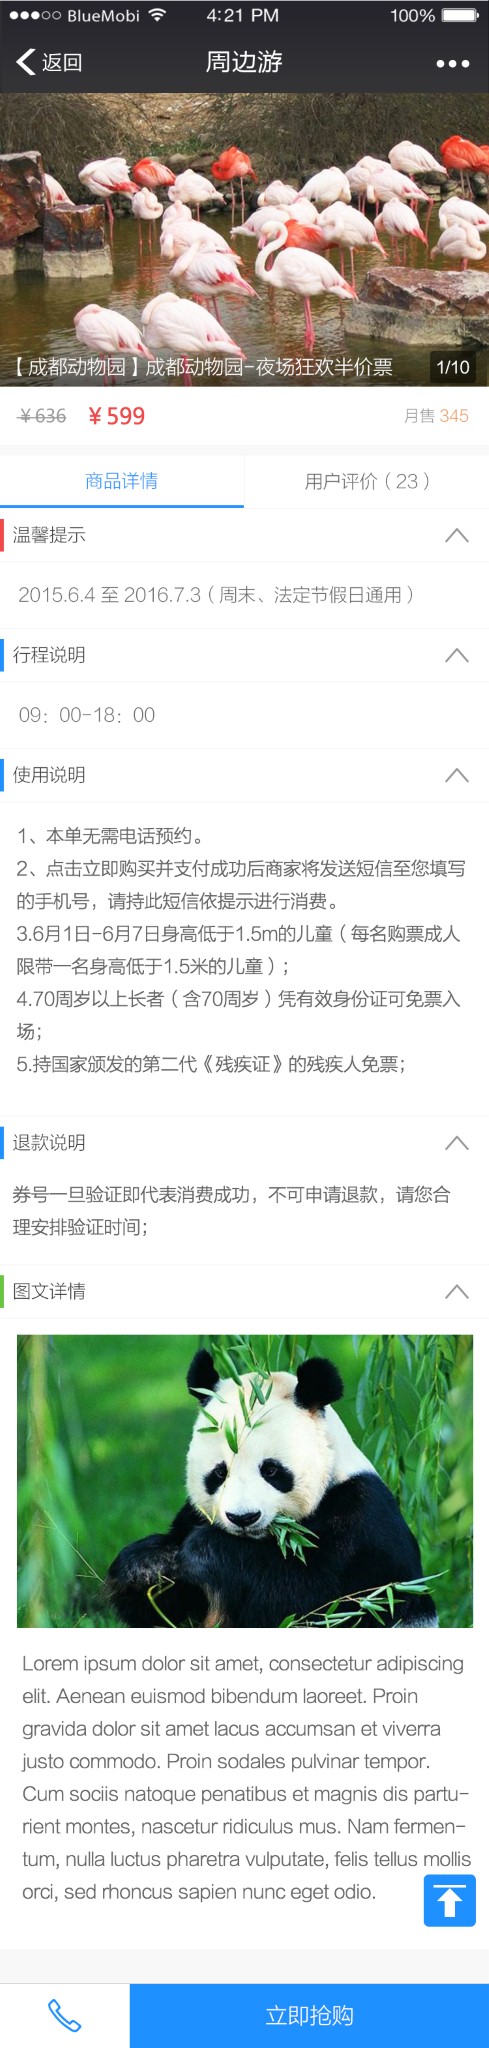 BlueMobi 4:21 PM 100%
返回 周边游
【成都动物园】成都动物园-夜场狂欢半价票 1/10
￥636 ￥599 月售 345
商品详情 用户评价（23）
温馨提示
2015.6.4 至 2016.7.3（周末、法定节假日通用）
行程说明
09：00-18：00
使用说明
1、本单无需电话预约。
2、点击立即购买并支付成功后商家将发送短信至您填写
的手机号，请持此短信依提示进行消费。
3.6月1日-6月7日身高低于1.5m的儿童（每名购票成人
限带一名身高低于1.5米的儿童）；
4.70周岁以上长者（含70周岁）凭有效身份证可免票入
场；
5.持国家颁发的第二代《残疾证》的残疾人免票；
退款说明
券号一旦验证即代表消费成功，不可申请退款，请您合
理安排验证时间；
图文详情
Lorem ipsum dolor sit amet, consectetur adipiscing
elit. Aenean euismod bibendum laoreet. Proin
gravida dolor sit amet lacus accumsan et viverra
justo commodo. Proin sodales pulvinar tempor.
Cum sociis natoque penatibus et magnis dis partu-
rient montes, nascetur ridiculus mus. Nam fermen-
tum, nulla luctus pharetra vulputate, felis tellus mollis
orci, sed rhoncus sapien nunc eget odio.
立即抢购